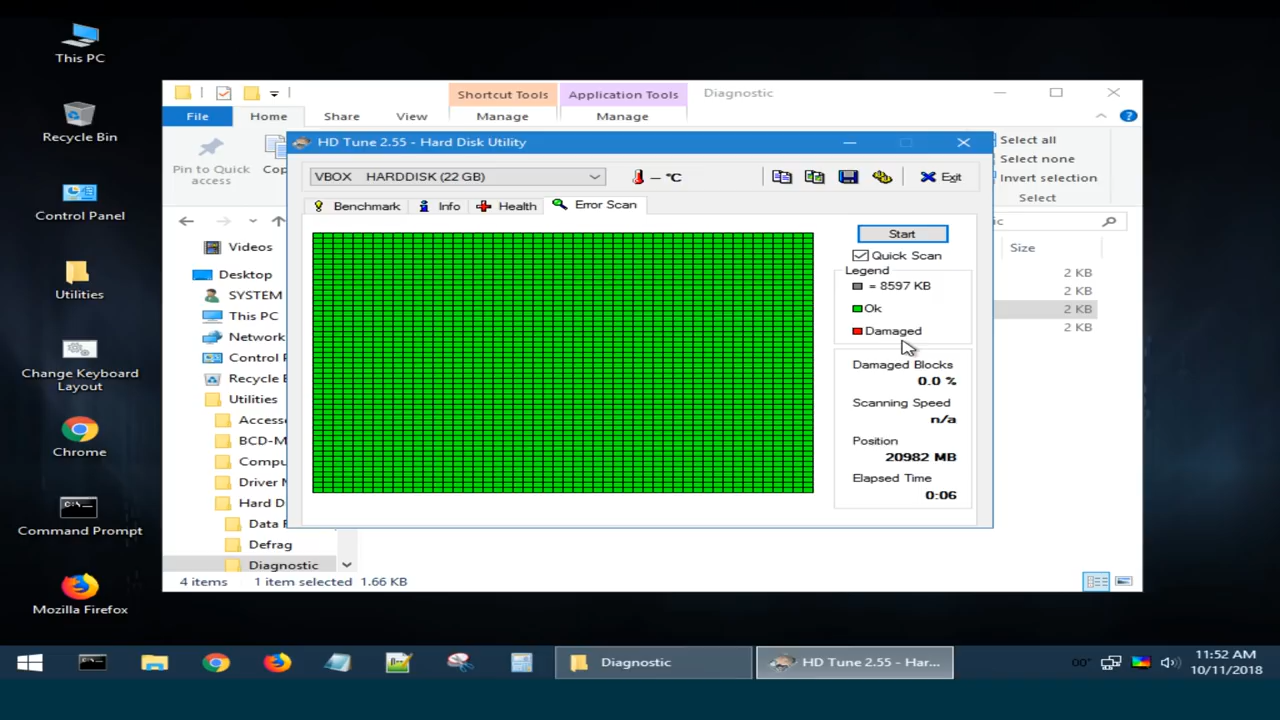 This PC
Recycle Bin
Control Panel
Utilities
Change Keyboard
Layout
Chrome
Command Prompt
Mozilla Firefox
Shortcut Tools
Application Tools
Diagnostic
File
Home
Share
View
Manage
Manage
Pin to Quick
access
Cop
Select all
Select none
Invert selection
Select
HD Tune 2.55 - Hard Disk Utility
VBOX HARDDISK (22 GB)
— °C
Exit
Benchmark
Info
Health
Error Scan
Start
Quick Scan
Legend
= 8597 KB
Ok
Damaged
Damaged Blocks
0.0 %
Scanning Speed
n/a
Position
20982 MB
Elapsed Time
0:06
ic
Size
2 KB
2 KB
2 KB
2 KB
Videos
Desktop
SYSTEM
This PC
Network
Control P
Recycle B
Utilities
Access
BCD-M
Compu
Driver M
Hard D
Data R
Defrag
Diagnostic
4 items
1 item selected 1.66 KB
Diagnostic
HD Tune 2.55 - Har...
00°
11:52 AM
10/11/2018